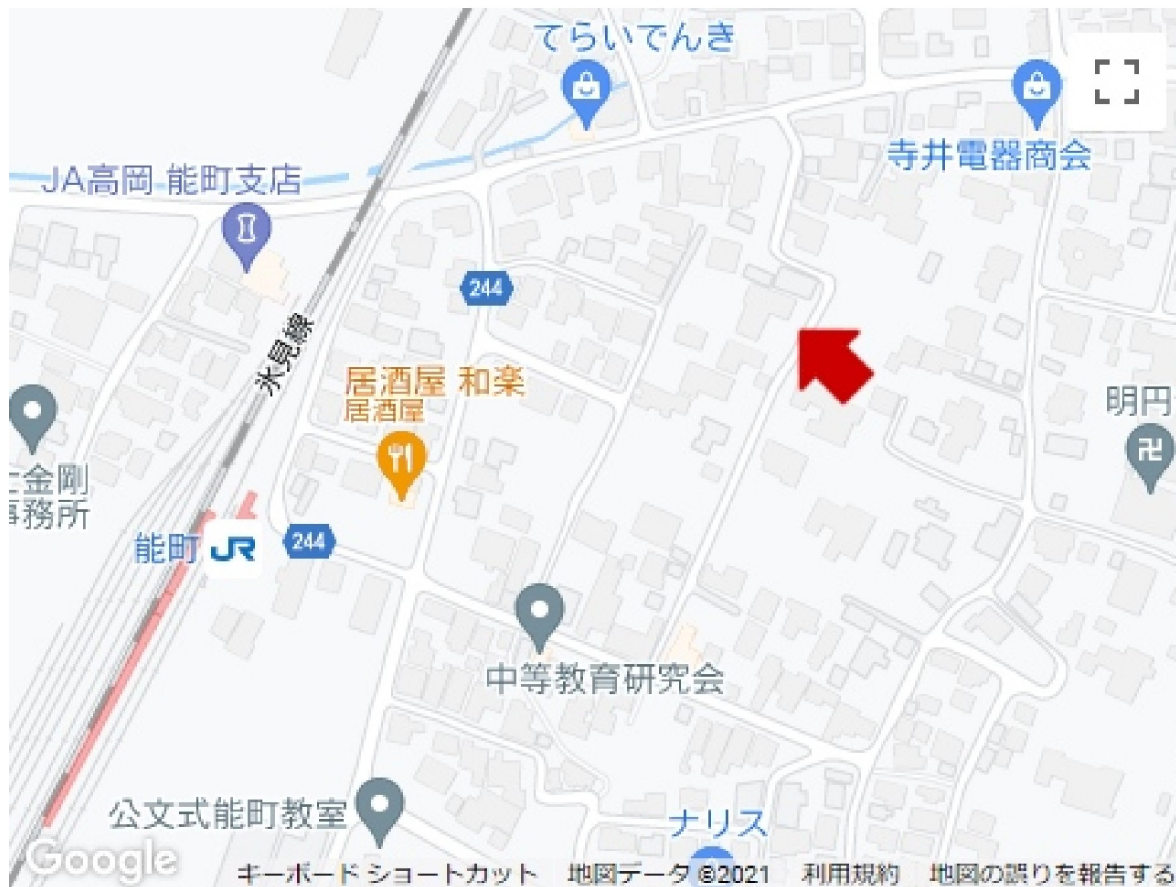 てらいでんき
寺井電器商会
JA高岡 能町支店
244
氷見線
居酒屋 和楽
居酒屋
明円
金剛
事務所
能町 JR
244
中等教育研究会
公文式能町教室
ナリス
Google
キーボード ショートカット 地図データ ©2021 利用規約 地図の誤りを報告する